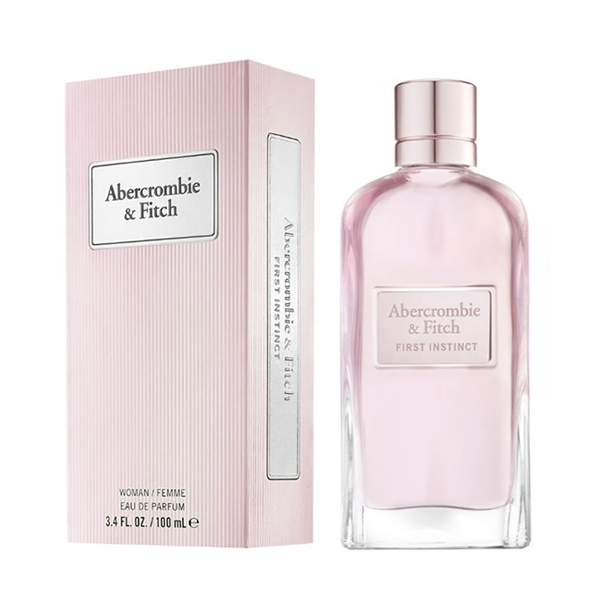 Abercrombie
& Fitch
Abercrombie & Fitch
FIRST INSTINCT
WOMAN / FEMME
EAU DE PARFUM
3.4 FL. OZ. / 100 mL ℮
Abercrombie
& Fitch
FIRST INSTINCT